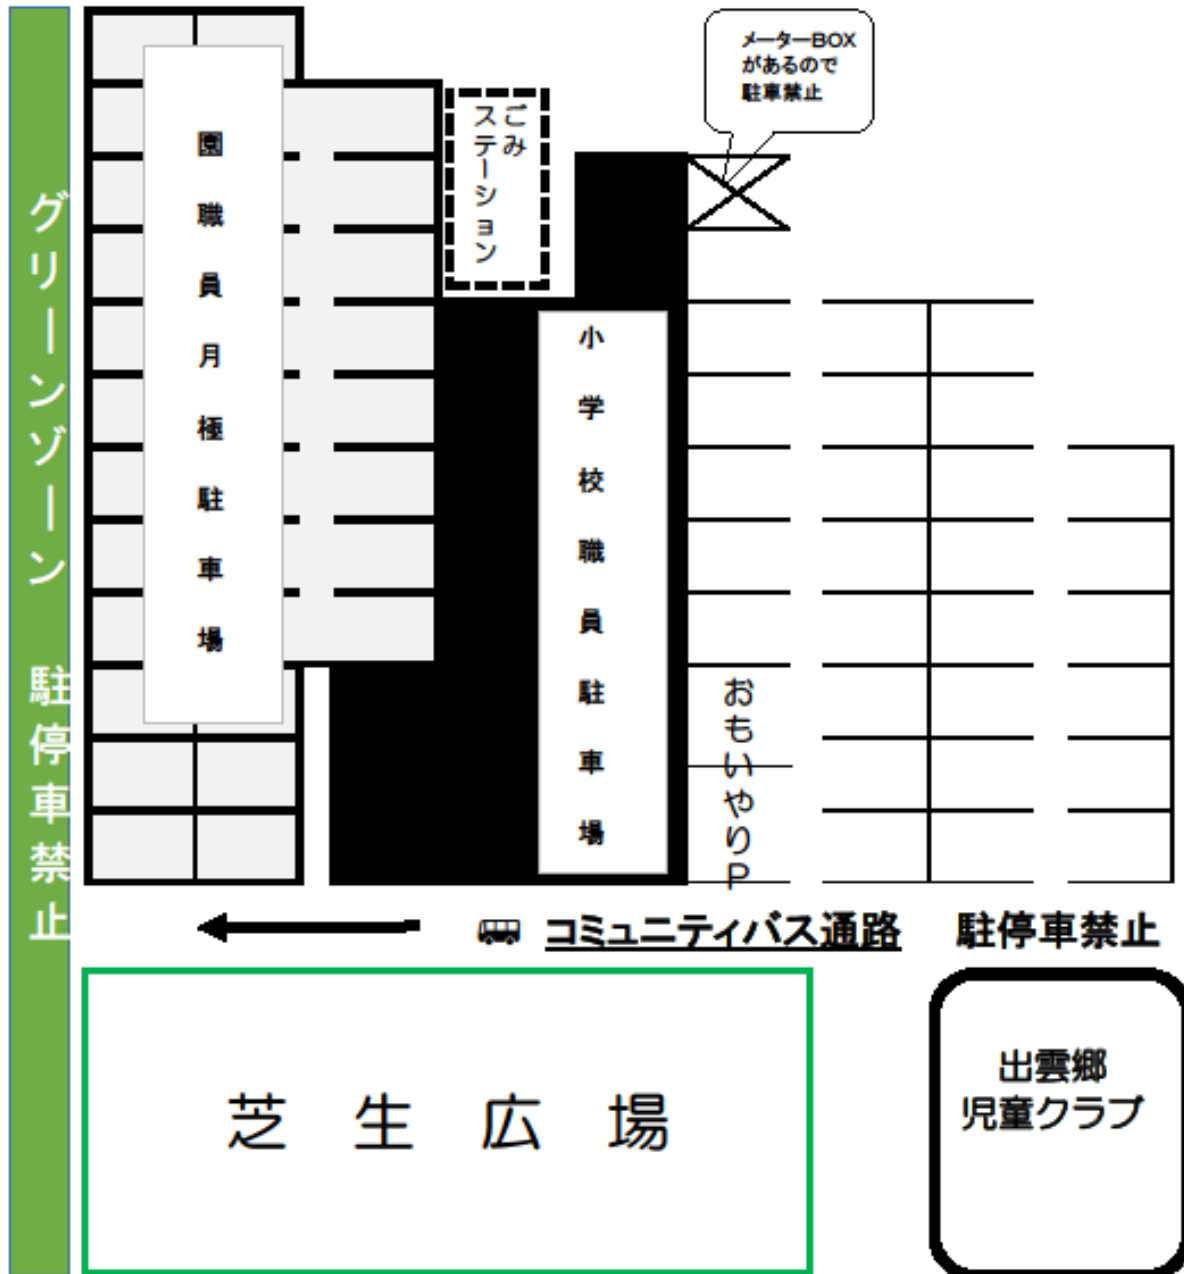 グリーンゾーン　駐停車禁止
園職員月極駐車場
ごみ
ステーション
メーターBOX
があるので
駐車禁止
小学校職員駐車場
おもいやりP
コミュニティバス通路　駐停車禁止
芝生広場
出雲郷
児童クラブ